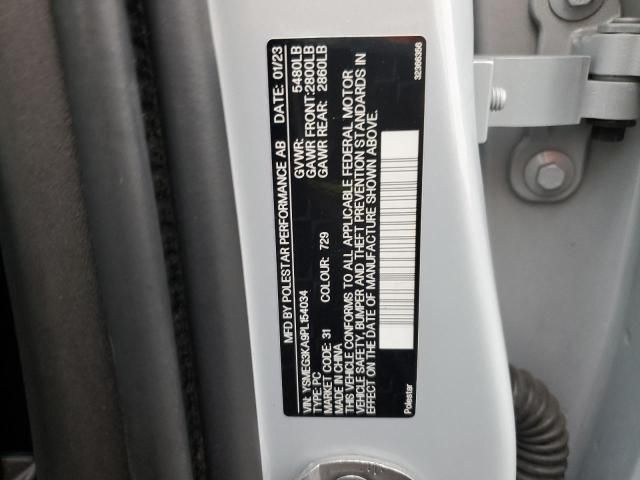 MFD BY POLESTAR PERFORMANCE AB DATE: 01/23
GVWR: 5480LB
GAWR FRONT:2800LB
GAWR REAR: 2860LB
VIN: YSMEG3KA9PL154034
TYPE: PC
MARKET CODE: 31 COLOUR: 729
MADE IN CHINA
THIS VEHICLE CONFORMS TO ALL APPLICABLE FEDERAL MOTOR
VEHICLE SAFETY, BUMPER AND THEFT PREVENTION STANDARDS IN
EFFECT ON DATE OF MANUFACTURE SHOWN ABOVE.
Polestar 32366356